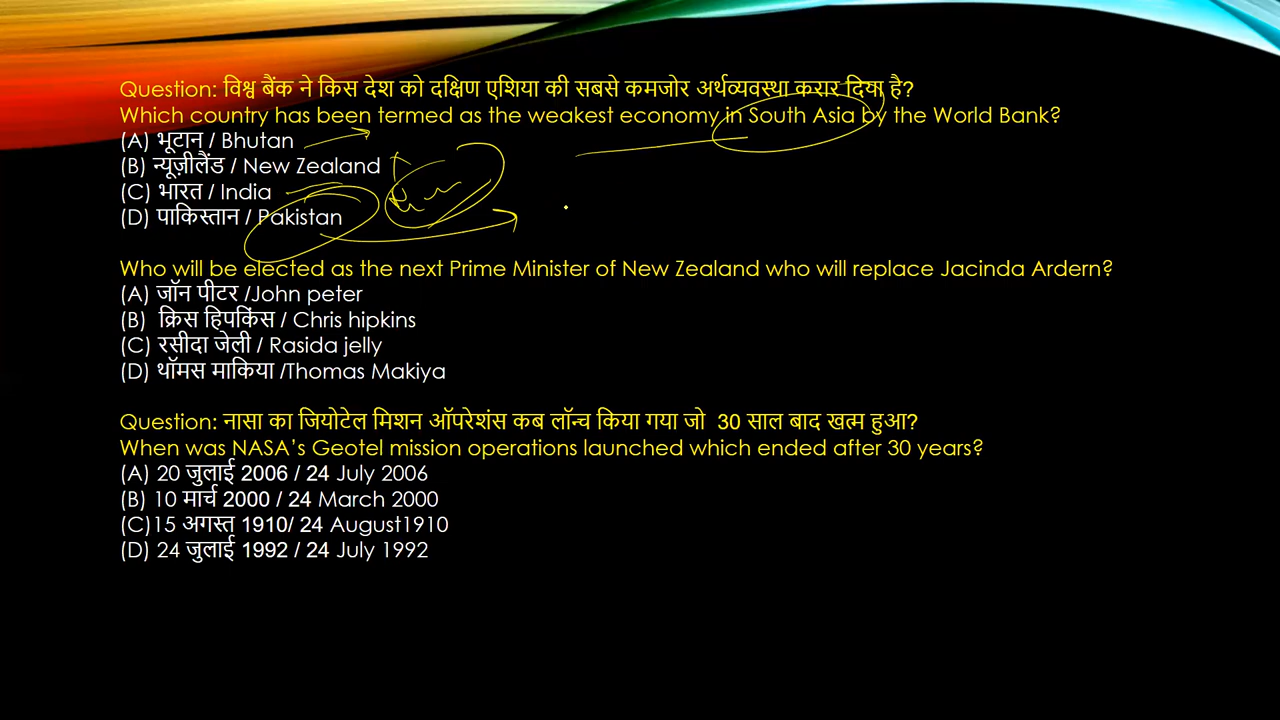 Question: विश्व बैंक ने किस देश को दक्षिण एशिया की सबसे कमजोर अर्थव्यवस्था करार दिया है?
Which country has been termed as the weakest economy in South Asia by the World Bank?
(A) भूटान / Bhutan
(B) न्यूज़ीलैंड / New Zealand
(C) भारत / India
(D) पाकिस्तान / Pakistan
Who will be elected as the next Prime Minister of New Zealand who will replace Jacinda Ardern?
(A) जॉन पीटर /John peter
(B) क्रिस हिपकिंस / Chris hipkins
(C) रसीदा जेली / Rasida jelly
(D) थॉमस माकिया /Thomas Makiya
Question: नासा का जियोटेल मिशन ऑपरेशंस कब लॉन्च किया गया जो 30 साल बाद खत्म हुआ?
When was NASA’s Geotel mission operations launched which ended after 30 years?
(A) 20 जुलाई 2006 / 24 July 2006
(B) 10 मार्च 2000 / 24 March 2000
(C)15 अगस्त 1910/ 24 August1910
(D) 24 जुलाई 1992 / 24 July 1992